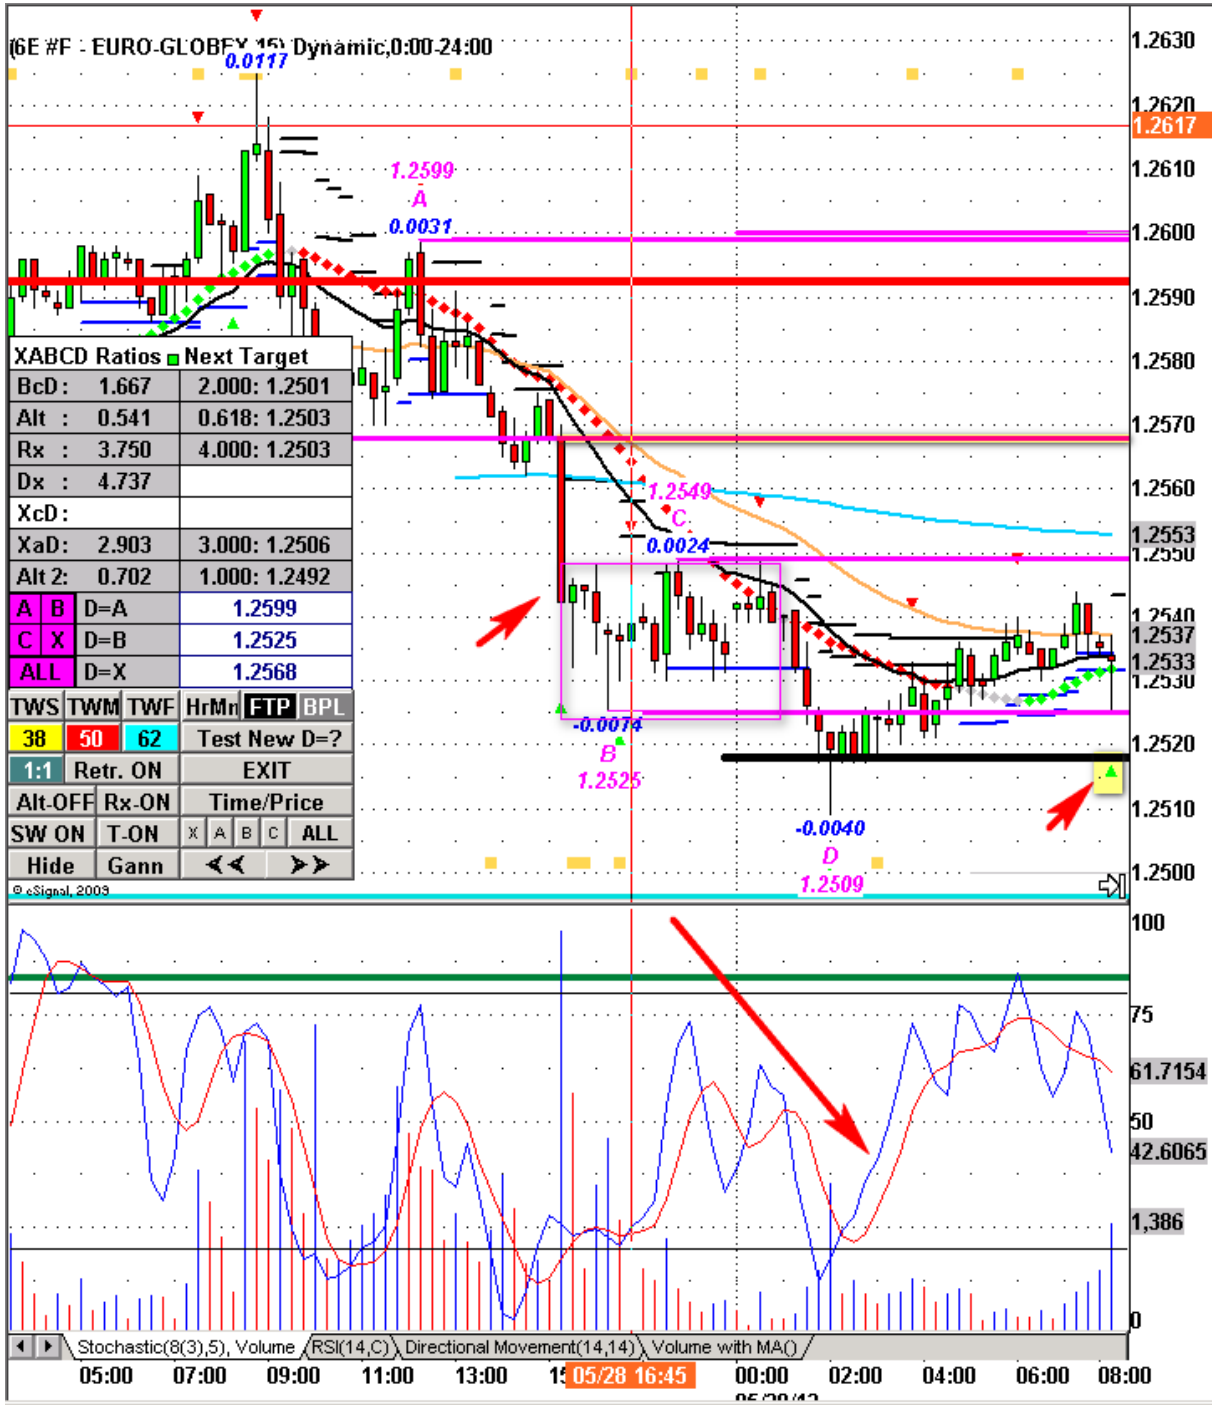 (6E #F - EURO-GLOBEX,15) Dynamic,0:00-24:00
0.0117
1.2630
1.2620
1.2617
1.2610
1.2600
1.2590
1.2580
1.2570
1.2560
1.2553
1.2550
1.2540
1.2537
1.2533
1.2530
1.2520
1.2510
1.2500
1.2599
A
0.0031
1.2549
C
0.0024
-0.0074
B
1.2525
-0.0040
D
1.2509
XABCD Ratios Next Target
BcD: 1.667 2.000: 1.2501
Alt : 0.541 0.618: 1.2503
Rx : 3.750 4.000: 1.2503
Dx : 4.737
XcD:
XaD: 2.903 3.000: 1.2506
Alt 2: 0.702 1.000: 1.2492
A B D=A 1.2599
C X D=B 1.2525
ALL D=X 1.2568
TWS TWM TWF HrMn FTP BPL
38 50 62 Test New D=?
1:1 Retr. ON EXIT
Alt-OFF Rx-ON Time/Price
SW ON T-ON X A B C ALL
Hide Gann
© eSignal, 2009
100
75
61.7154
50
42.6065
1,386
0
Stochastic(8(3),5), Volume RSI(14,C) Directional Movement(14,14) Volume with MA()
05:00 07:00 09:00 11:00 13:00 05/28 16:45 00:00 02:00 04:00 06:00 08:00